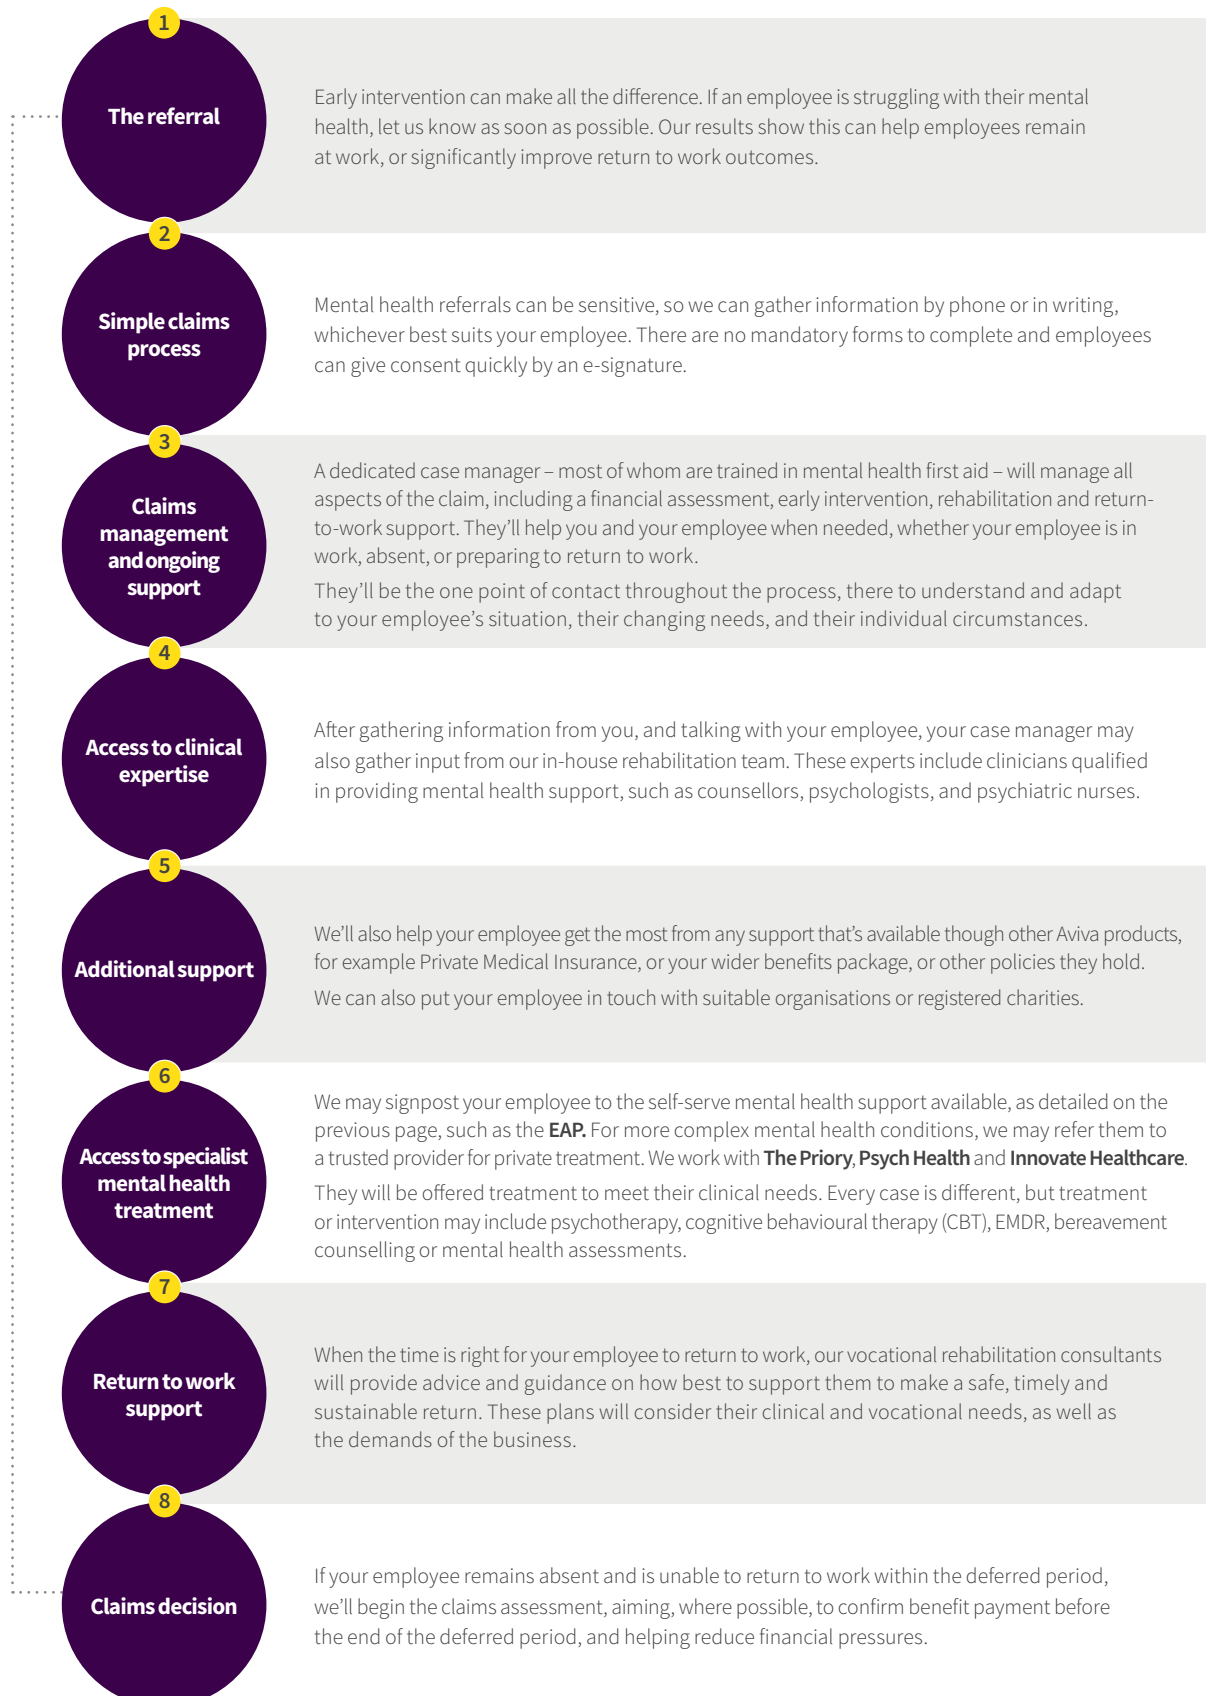 1
The referral
Early intervention can make all the difference. If an employee is struggling with their mental
health, let us know as soon as possible. Our results show this can help employees remain
at work, or significantly improve return to work outcomes.
2
Simple claims
process
Mental health referrals can be sensitive, so we can gather information by phone or in writing,
whichever best suits your employee. There are no mandatory forms to complete and employees
can give consent quickly by an e-signature.
3
Claims
management
and ongoing
support
A dedicated case manager – most of whom are trained in mental health first aid – will manage all
aspects of the claim, including a financial assessment, early intervention, rehabilitation and return-
to-work support. They’ll help you and your employee when needed, whether your employee is in
work, absent, or preparing to return to work.
They’ll be the one point of contact throughout the process, there to understand and adapt
to your employee’s situation, their changing needs, and their individual circumstances.
4
Access to clinical
expertise
After gathering information from you, and talking with your employee, your case manager may
also gather input from our in-house rehabilitation team. These experts include clinicians qualified
in providing mental health support, such as counsellors, psychologists, and psychiatric nurses.
5
Additional support
We’ll also help your employee get the most from any support that’s available though other Aviva products,
for example Private Medical Insurance, or your wider benefits package, or other policies they hold.
We can also put your employee in touch with suitable organisations or registered charities.
6
Access to specialist
mental health
treatment
We may signpost your employee to the self-serve mental health support available, as detailed on the
previous page, such as the EAP. For more complex mental health conditions, we may refer them to
a trusted provider for private treatment. We work with The Priory, Psych Health and Innovate Healthcare.
They will be offered treatment to meet their clinical needs. Every case is different, but treatment
or intervention may include psychotherapy, cognitive behavioural therapy (CBT), EMDR, bereavement
counselling or mental health assessments.
7
Return to work
support
When the time is right for your employee to return to work, our vocational rehabilitation consultants
will provide advice and guidance on how best to support them to make a safe, timely and
sustainable return. These plans will consider their clinical and vocational needs, as well as
the demands of the business.
8
Claims decision
If your employee remains absent and is unable to return to work within the deferred period,
we’ll begin the claims assessment, aiming, where possible, to confirm benefit payment before
the end of the deferred period, and helping reduce financial pressures.